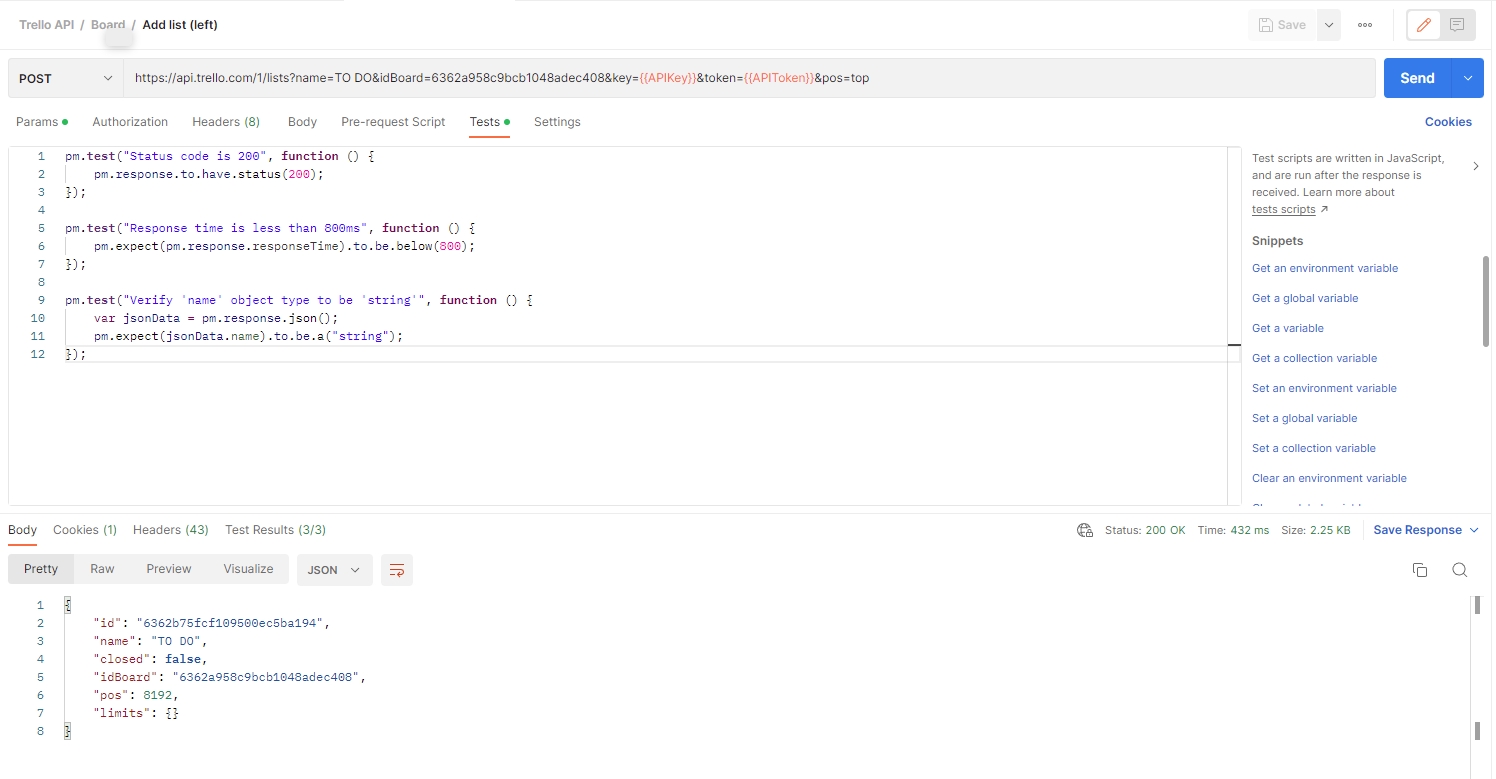 Trello API / Board / Add list (left)
Save
POST
https://api.trello.com/1/lists?name=TO DO&idBoard=6362a958c9bcb1048adec408&key={{APIKey}}&token={{APIToken}}&pos=top
Send
Params Authorization Headers (8) Body Pre-request Script Tests Settings
Cookies
1 pm.test("Status code is 200", function () {
2 pm.response.to.have.status(200);
3 });
4
5 pm.test("Response time is less than 800ms", function () {
6 pm.expect(pm.response.responseTime).to.be.below(800);
7 });
8
9 pm.test("Verify 'name' object type to be 'string'", function () {
10 var jsonData = pm.response.json();
11 pm.expect(jsonData.name).to.be.a("string");
12 });
Test scripts are written in JavaScript,
and are run after the response is
received. Learn more about
tests scripts ↗
Snippets
Get an environment variable
Get a global variable
Get a variable
Get a collection variable
Set an environment variable
Set a global variable
Set a collection variable
Clear an environment variable
Body Cookies (1) Headers (43) Test Results (3/3)
Status: 200 OK Time: 432 ms Size: 2.25 KB Save Response
Pretty Raw Preview Visualize JSON
1 {
2 "id": "6362b75fcf109500ec5ba194",
3 "name": "TO DO",
4 "closed": false,
5 "idBoard": "6362a958c9bcb1048adec408",
6 "pos": 8192,
7 "limits": {}
8 }